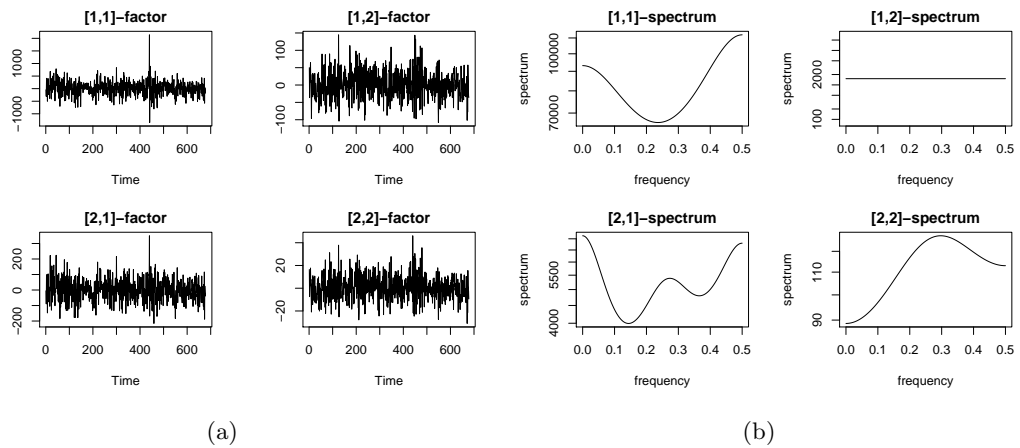 [1,1]−factor
[1,2]−factor
[1,1]−spectrum
[1,2]−spectrum
−1000 1000
−100 0 50 150
spectrum
70000 100000
spectrum
100 20000
0 200 400 600
0 200 400 600
0.0 0.1 0.2 0.3 0.4 0.5
0.0 0.1 0.2 0.3 0.4 0.5
Time
Time
frequency
frequency
[2,1]−factor
[2,2]−factor
[2,1]−spectrum
[2,2]−spectrum
−200 0 200
−20 0 20
spectrum
4000 5500
spectrum
90 110
0 200 400 600
0 200 400 600
0.0 0.1 0.2 0.3 0.4 0.5
0.0 0.1 0.2 0.3 0.4 0.5
Time
Time
frequency
frequency
(a)
(b)